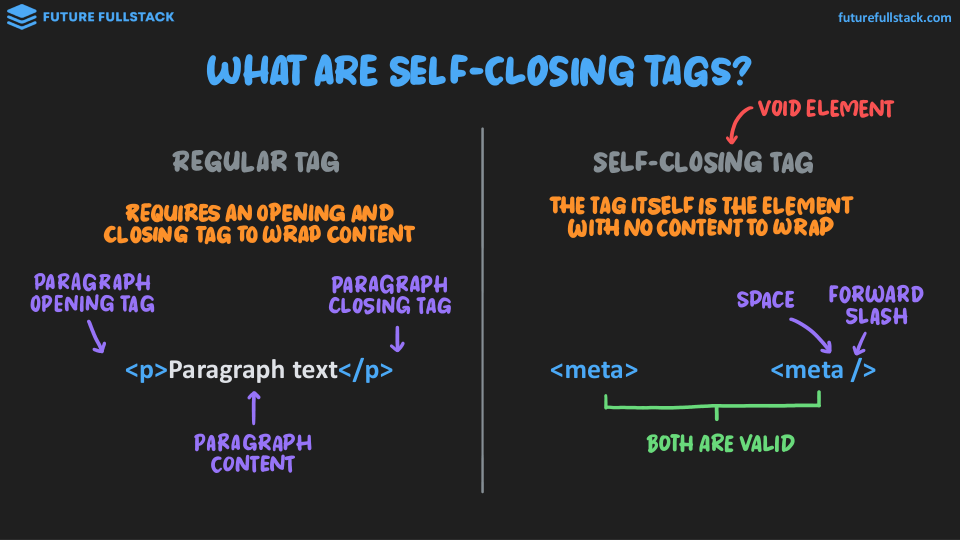 FUTURE FULLSTACK
futurefullstack.com
WHAT ARE SELF-CLOSING TAGS?
VOID ELEMENT
REGULAR TAG
REQUIRES AN OPENING AND
CLOSING TAG TO WRAP CONTENT
PARAGRAPH
OPENING TAG
PARAGRAPH
CLOSING TAG
<p>Paragraph text</p>
PARAGRAPH
CONTENT
SELF-CLOSING TAG
THE TAG ITSELF IS THE ELEMENT
WITH NO CONTENT TO WRAP
SPACE
FORWARD
SLASH
<meta>
<meta />
BOTH ARE VALID